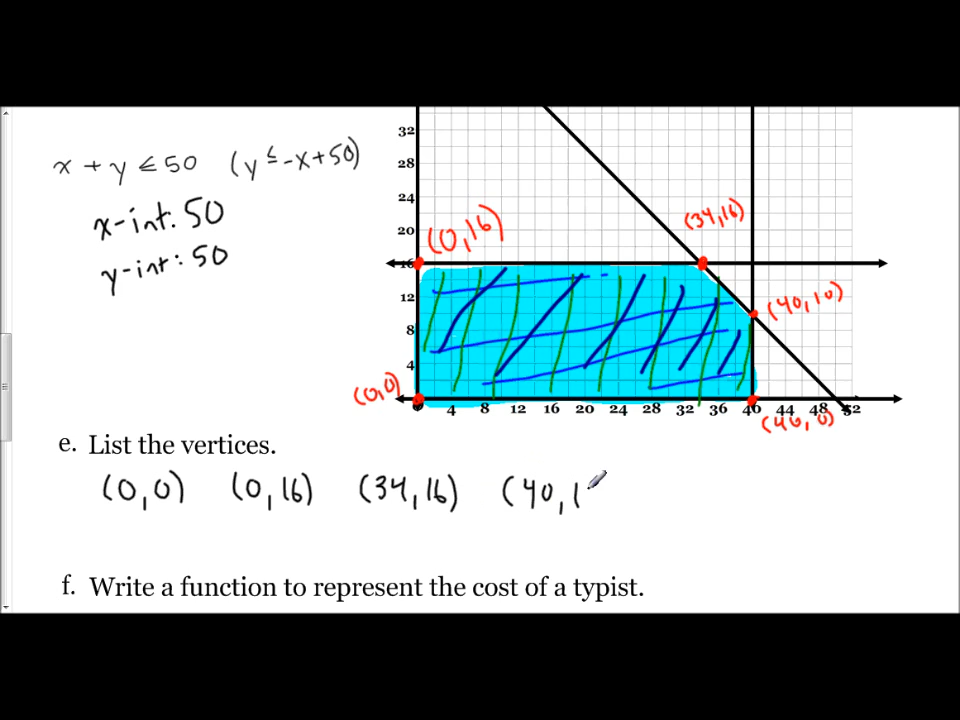 x + y ≤ 50 (y ≤ -x+50)
x-int: 50
y-int: 50
32
28
24
20
16
12
8
4
(0,16)
(34,16)
(40,10)
(0,0)
(40,0)
0 4 8 12 16 20 24 28 32 36 40 44 48 52
e. List the vertices.
(0,0) (0,16) (34,16) (40,1
f. Write a function to represent the cost of a typist.